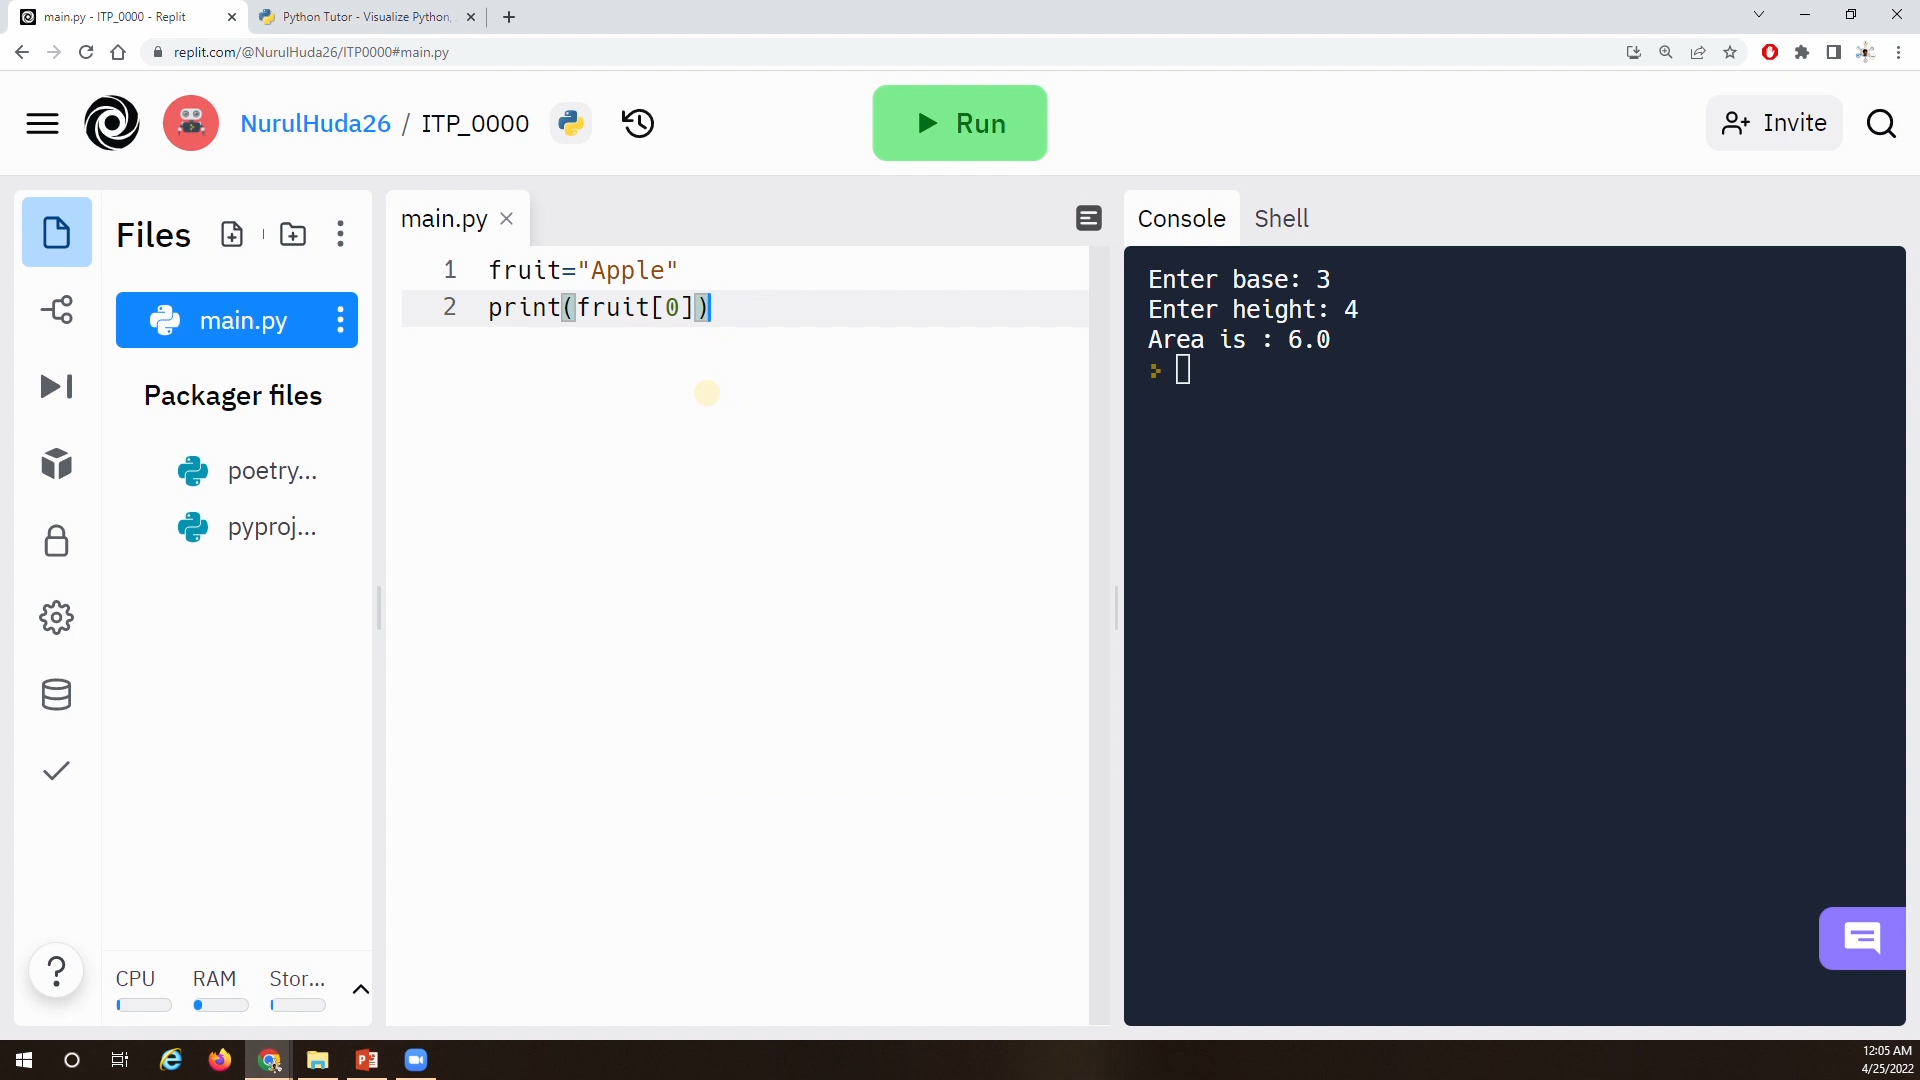 main.py - ITP_0000 - Replit
Python Tutor - Visualize Python,
replit.com/@NurulHuda26/ITP0000#main.py
NurulHuda26 / ITP_0000
Run
Invite
Files
main.py
Packager files
poetry...
pyproj...
CPU RAM Stor...
main.py
1 fruit="Apple"
2 print(fruit[0])
Console Shell
Enter base: 3
Enter height: 4
Area is : 6.0
12:05 AM
4/25/2022